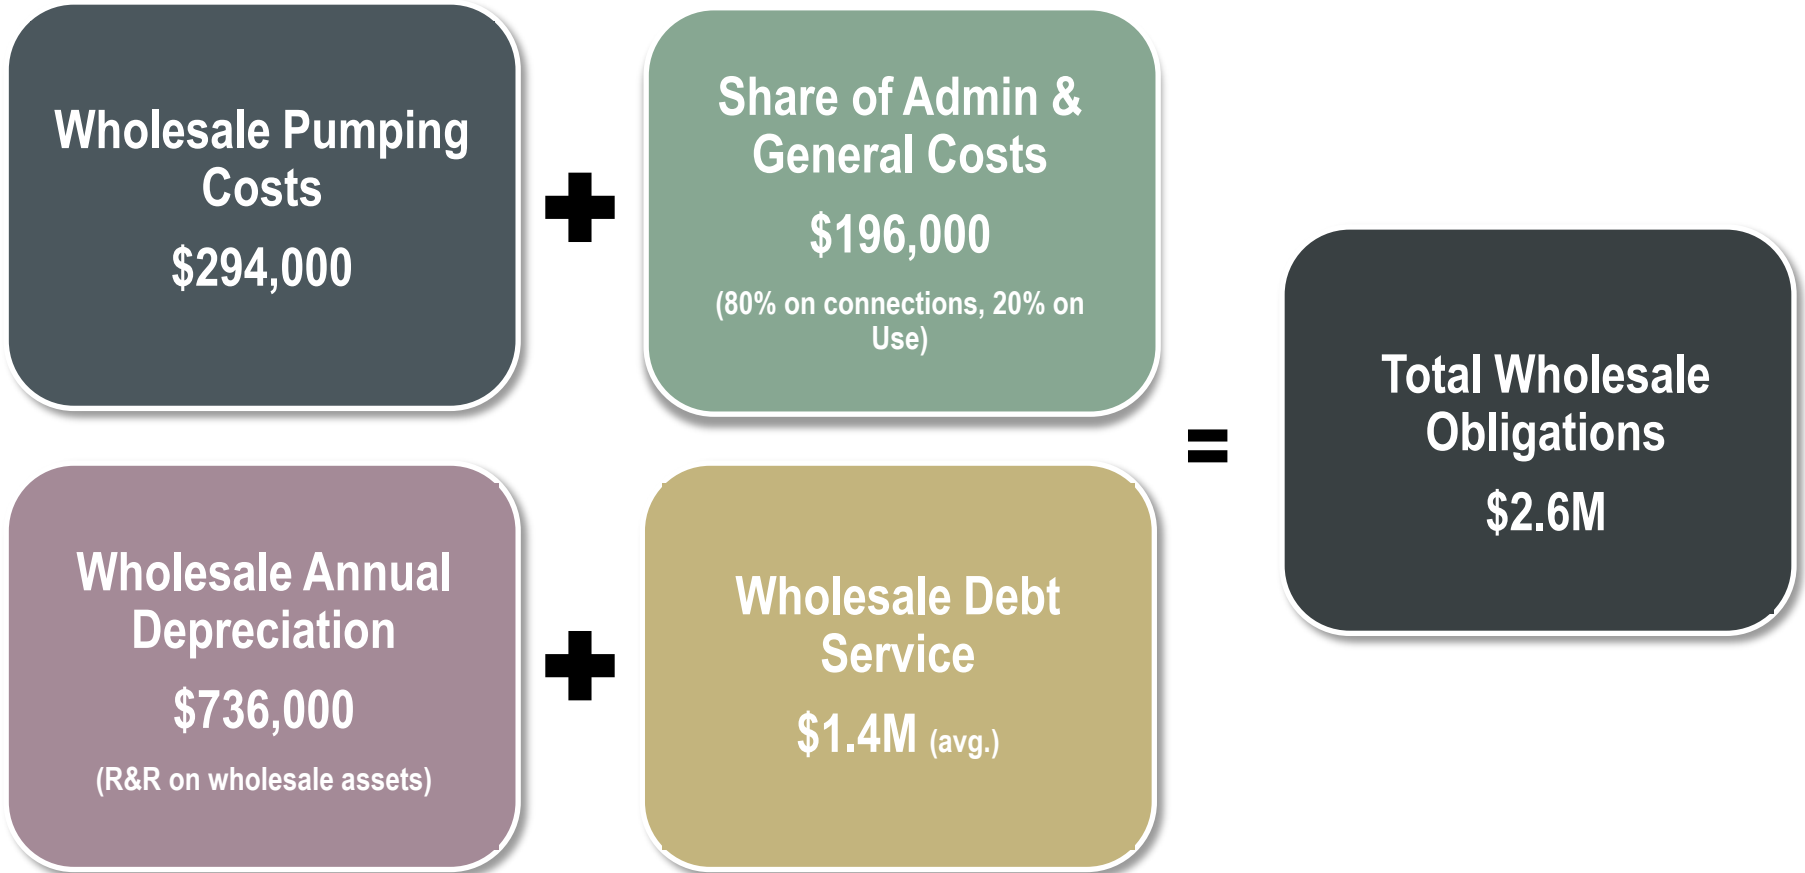 Wholesale Pumping
Costs
$294,000
Share of Admin &
General Costs
$196,000
(80% on connections, 20% on
Use)
Wholesale Annual
Depreciation
$736,000
(R&R on wholesale assets)
Wholesale Debt
Service
$1.4M (avg.)
=
Total Wholesale
Obligations
$2.6M